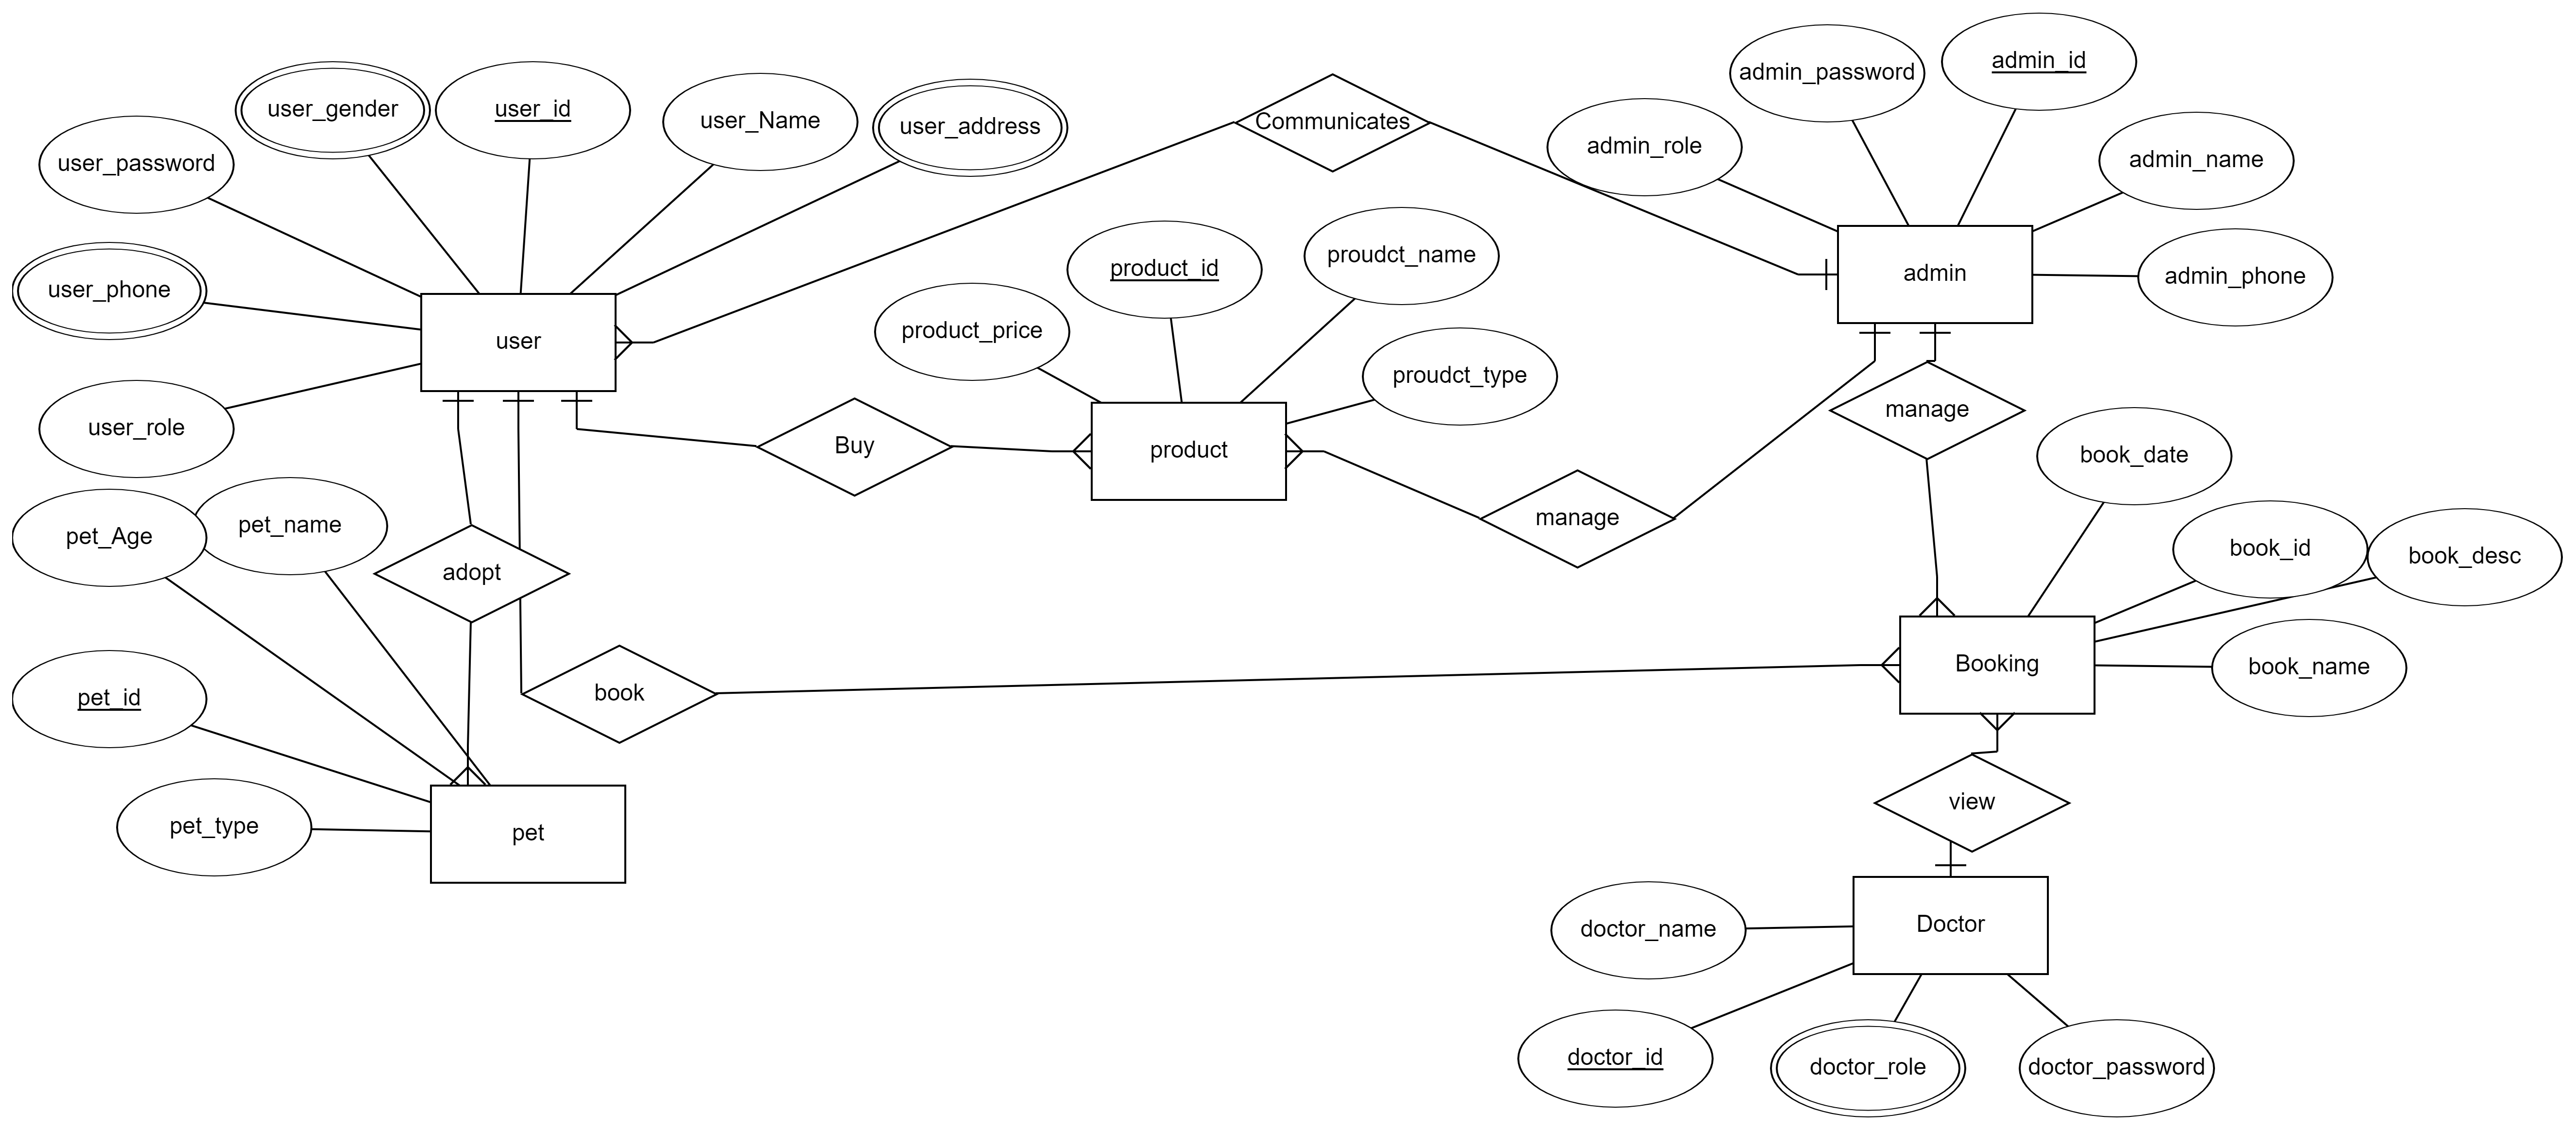 admin_id
admin_password
user_gender
user_id
user_Name
user_address
Communicates
admin_role
admin_name
user_password
product_id
proudct_name
admin
admin_phone
user_phone
user
product_price
proudct_type
manage
user_role
Buy
product
book_date
pet_Age
pet_name
manage
book_id
book_desc
adopt
Booking
book_name
pet_id
book
view
pet_type
pet
doctor_name
Doctor
doctor_id
doctor_role
doctor_password